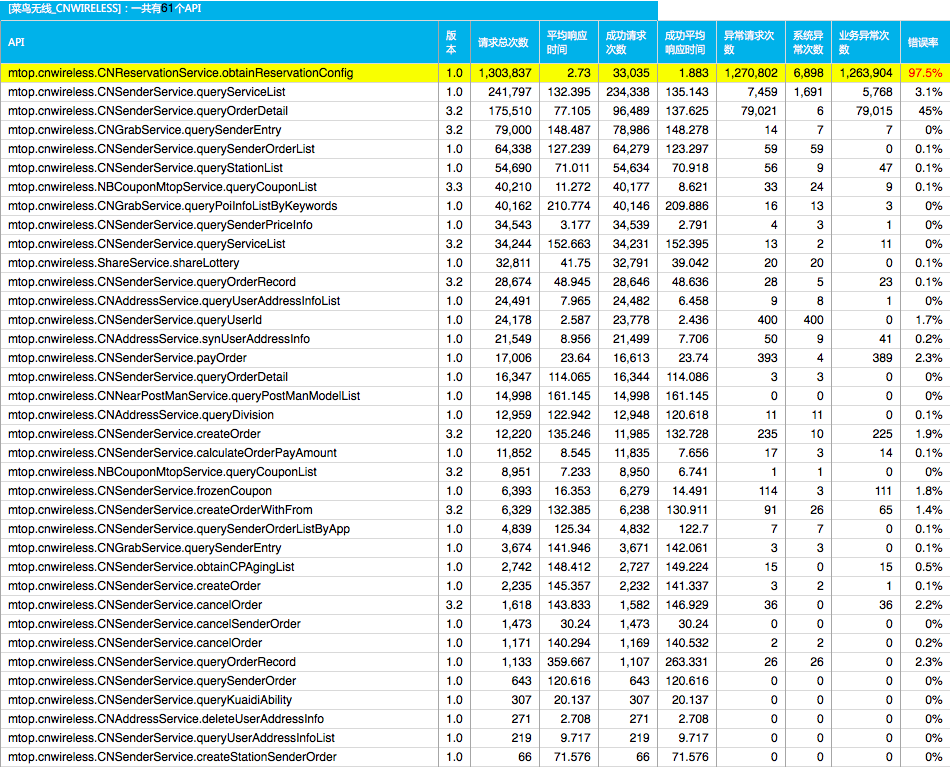 [菜鸟无线_CNWIRELESS]：一共有61个API
API 版本 请求总次数 平均响应时间 成功请求次数 成功平均响应时间 异常请求次数 系统异常次数 业务异常次数 错误率
mtop.cnwireless.CNReservationService.obtainReservationConfig 1.0 1,303,837 2.73 33,035 1.883 1,270,802 6,898 1,263,904 97.5%
mtop.cnwireless.CNSenderService.queryServiceList 1.0 241,797 132.395 234,338 135.143 7,459 1,691 5,768 3.1%
mtop.cnwireless.CNSenderService.queryOrderDetail 3.2 175,510 77.105 96,489 137.625 79,021 6 79,015 45%
mtop.cnwireless.CNGrabService.querySenderEntry 3.2 79,000 148.487 78,986 148.278 14 7 7 0%
mtop.cnwireless.CNSenderService.querySenderOrderList 1.0 64,338 127.239 64,279 123.297 59 59 0 0.1%
mtop.cnwireless.CNSenderService.queryStationList 1.0 54,690 71.011 54,634 70.918 56 9 47 0.1%
mtop.cnwireless.NBCouponMtopService.queryCouponList 3.3 40,210 11.272 40,177 8.621 33 24 9 0.1%
mtop.cnwireless.CNGrabService.queryPoiInfoListByKeywords 1.0 40,162 210.774 40,146 209.886 16 13 3 0%
mtop.cnwireless.CNSenderService.querySenderPriceInfo 1.0 34,543 3.177 34,539 2.791 4 3 1 0%
mtop.cnwireless.CNSenderService.queryServiceList 3.2 34,244 152.663 34,231 152.395 13 2 11 0%
mtop.cnwireless.ShareService.shareLottery 1.0 32,811 41.75 32,791 39.042 20 20 0 0.1%
mtop.cnwireless.CNSenderService.queryOrderRecord 3.2 28,674 48.945 28,646 48.636 28 5 23 0.1%
mtop.cnwireless.CNAddressService.queryUserAddressInfoList 1.0 24,491 7.965 24,482 6.458 9 8 1 0%
mtop.cnwireless.CNSenderService.queryUserId 1.0 24,178 2.587 23,778 2.436 400 400 0 1.7%
mtop.cnwireless.CNAddressService.synUserAddressInfo 1.0 21,549 8.956 21,499 7.706 50 9 41 0.2%
mtop.cnwireless.CNSenderService.payOrder 1.0 17,006 23.64 16,613 23.74 393 4 389 2.3%
mtop.cnwireless.CNSenderService.queryOrderDetail 1.0 16,347 114.065 16,344 114.086 3 3 0 0%
mtop.cnwireless.CNNearPostManService.queryPostManModelList 1.0 14,998 161.145 14,998 161.145 0 0 0 0%
mtop.cnwireless.CNAddressService.queryDivision 1.0 12,959 122.942 12,948 120.618 11 11 0 0.1%
mtop.cnwireless.CNSenderService.createOrder 3.2 12,220 135.246 11,985 132.728 235 10 225 1.9%
mtop.cnwireless.CNSenderService.calculateOrderPayAmount 1.0 11,852 8.545 11,835 7.656 17 3 14 0.1%
mtop.cnwireless.NBCouponMtopService.queryCouponList 3.2 8,951 7.233 8,950 6.741 1 1 0 0%
mtop.cnwireless.CNSenderService.frozenCoupon 1.0 6,393 16.353 6,279 14.491 114 3 111 1.8%
mtop.cnwireless.CNSenderService.createOrderWithFrom 3.2 6,329 132.385 6,238 130.911 91 26 65 1.4%
mtop.cnwireless.CNSenderService.querySenderOrderListByApp 1.0 4,839 125.34 4,832 122.7 7 7 0 0.1%
mtop.cnwireless.CNGrabService.querySenderEntry 1.0 3,674 141.946 3,671 142.061 3 3 0 0.1%
mtop.cnwireless.CNSenderService.obtainCPAgingList 1.0 2,742 148.412 2,727 149.224 15 0 15 0.5%
mtop.cnwireless.CNSenderService.createOrder 1.0 2,235 145.357 2,232 141.337 3 2 1 0.1%
mtop.cnwireless.CNSenderService.cancelOrder 3.2 1,618 143.833 1,582 146.929 36 0 36 2.2%
mtop.cnwireless.CNSenderService.cancelSenderOrder 1.0 1,473 30.24 1,473 30.24 0 0 0 0%
mtop.cnwireless.CNSenderService.cancelOrder 1.0 1,171 140.294 1,169 140.532 2 2 0 0.2%
mtop.cnwireless.CNSenderService.queryOrderRecord 1.0 1,133 359.667 1,107 263.331 26 26 0 2.3%
mtop.cnwireless.CNSenderService.querySenderOrder 1.0 643 120.616 643 120.616 0 0 0 0%
mtop.cnwireless.CNSenderService.queryKuaidiAbility 1.0 307 20.137 307 20.137 0 0 0 0%
mtop.cnwireless.CNAddressService.deleteUserAddressInfo 1.0 271 2.708 271 2.708 0 0 0 0%
mtop.cnwireless.CNSenderService.queryUserAddressInfoList 1.0 219 9.717 219 9.717 0 0 0 0%
mtop.cnwireless.CNSenderService.createStationSenderOrder 1.0 66 71.576 66 71.576 0 0 0 0%